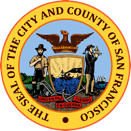 THE SEAL OF THE CITY AND COUNTY OF SAN FRANCISCO